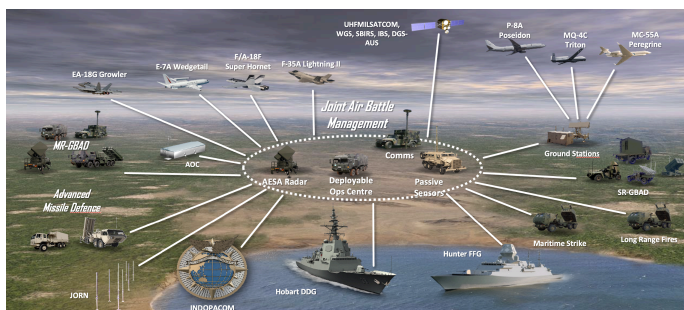 UHFMILSATCOM,
WGS, SBIRS, IBS, DGS-
AUS
P-8A
Poseidon
MQ-4C
Triton
MC-55A
Peregrine
EA-18G Growler
E-7A Wedgetail
F/A-18F
Super Hornet
F-35A Lightning II
Joint Air Battle
Management
MR-GBAD
AOC
Comms
Ground Stations
AESA Radar
Deployable
Ops Centre
Passive
Sensors
SR-GBAD
Advanced
Missile Defence
Maritime Strike
Long Range Fires
JORN
INDOPACOM
Hobart DDG
Hunter FFG